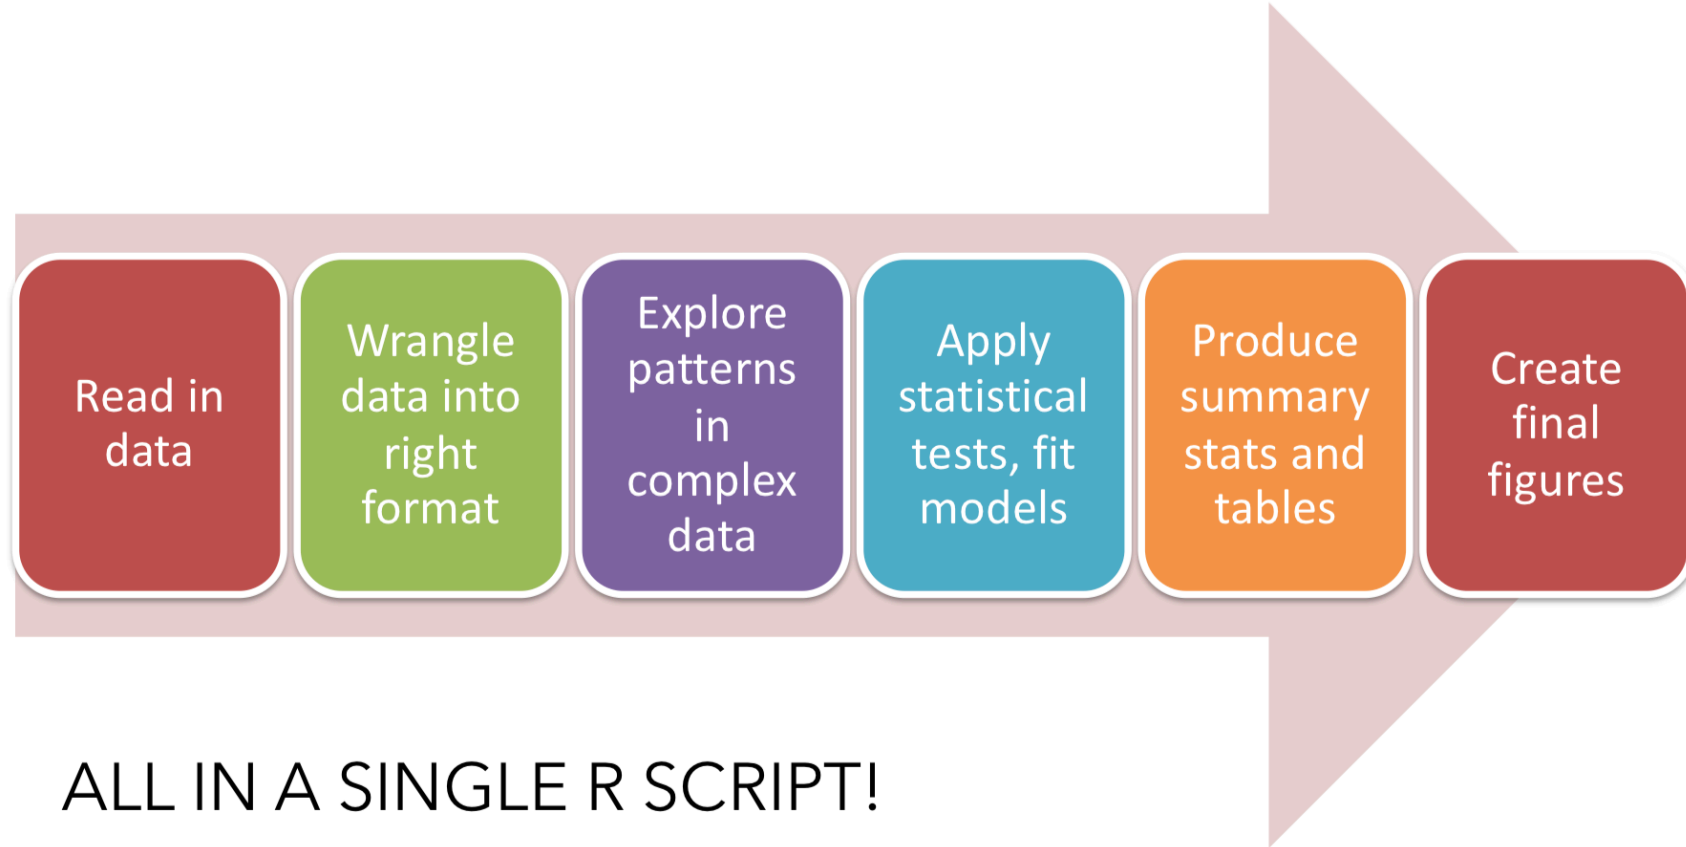 Read in
data
Wrangle
data into
right
format
Explore
patterns
in
complex
data
Apply
statistical
tests, fit
models
Produce
summary
stats and
tables
Create
final
figures
ALL IN A SINGLE R SCRIPT!